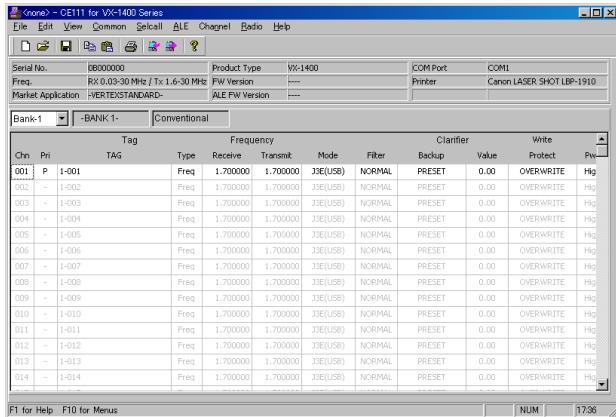 <none> - CE111 for VX-1400 Series
File Edit View Common Selcall ALE Channel Radio Help
Serial No. 0B000000 Product Type VX-1400 COM Port COM1
Freq. RX 0.03-30 MHz / Tx 1.6-30 MHz FW Version ---- Printer Canon LASER SHOT LBP-1910
Market Application -VERTEXSTANDARD- ALE FW Version ----
Bank-1 -BANK 1- Conventional
Tag Frequency Clarifier Write
Chn Pri TAG Type Receive Transmit Mode Filter Backup Value Protect Pw
001 P 1-001 Freq 1.700000 1.700000 J3E(USB) NORMAL PRESET 0.00 OVERWRITE Hig
002 - 1-002 Freq 1.700000 1.700000 J3E(USB) NORMAL PRESET 0.00 OVERWRITE Hig
003 - 1-003 Freq 1.700000 1.700000 J3E(USB) NORMAL PRESET 0.00 OVERWRITE Hig
004 - 1-004 Freq 1.700000 1.700000 J3E(USB) NORMAL PRESET 0.00 OVERWRITE Hig
005 - 1-005 Freq 1.700000 1.700000 J3E(USB) NORMAL PRESET 0.00 OVERWRITE Hig
006 - 1-006 Freq 1.700000 1.700000 J3E(USB) NORMAL PRESET 0.00 OVERWRITE Hig
007 - 1-007 Freq 1.700000 1.700000 J3E(USB) NORMAL PRESET 0.00 OVERWRITE Hig
008 - 1-008 Freq 1.700000 1.700000 J3E(USB) NORMAL PRESET 0.00 OVERWRITE Hig
009 - 1-009 Freq 1.700000 1.700000 J3E(USB) NORMAL PRESET 0.00 OVERWRITE Hig
010 - 1-010 Freq 1.700000 1.700000 J3E(USB) NORMAL PRESET 0.00 OVERWRITE Hig
011 - 1-011 Freq 1.700000 1.700000 J3E(USB) NORMAL PRESET 0.00 OVERWRITE Hig
012 - 1-012 Freq 1.700000 1.700000 J3E(USB) NORMAL PRESET 0.00 OVERWRITE Hig
013 - 1-013 Freq 1.700000 1.700000 J3E(USB) NORMAL PRESET 0.00 OVERWRITE Hig
014 - 1-014 Freq 1.700000 1.700000 J3E(USB) NORMAL PRESET 0.00 OVERWRITE Hig
F1 for Help F10 for Menus NUM 17:36